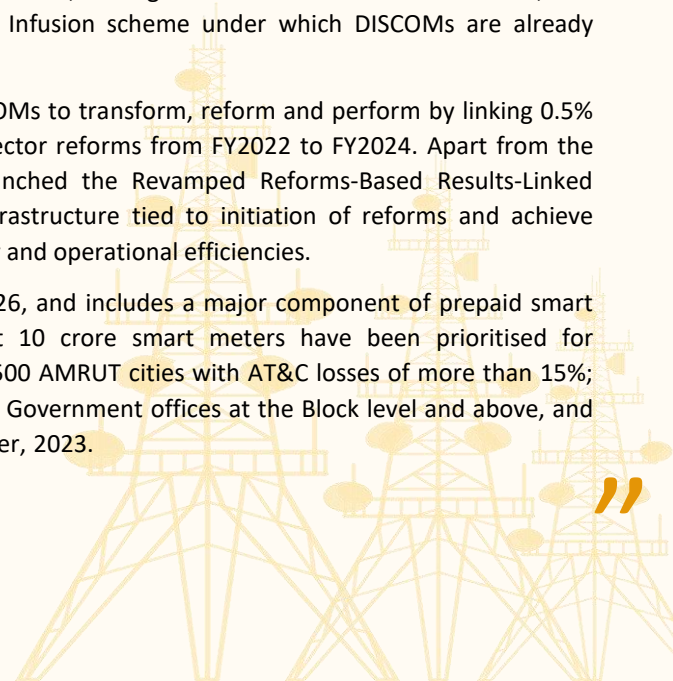 Infusion scheme under which DISCOMs are already
OMs to transform, reform and perform by linking 0.5%
ector reforms from FY2022 to FY2024. Apart from the
nched the Revamped Reforms-Based Results-Linked
rastructure tied to initiation of reforms and achieve
and operational efficiencies.
26, and includes a major component of prepaid smart
10 crore smart meters have been prioritised for
500 AMRUT cities with AT&C losses of more than 15%;
Government offices at the Block level and above, and
er, 2023.
”